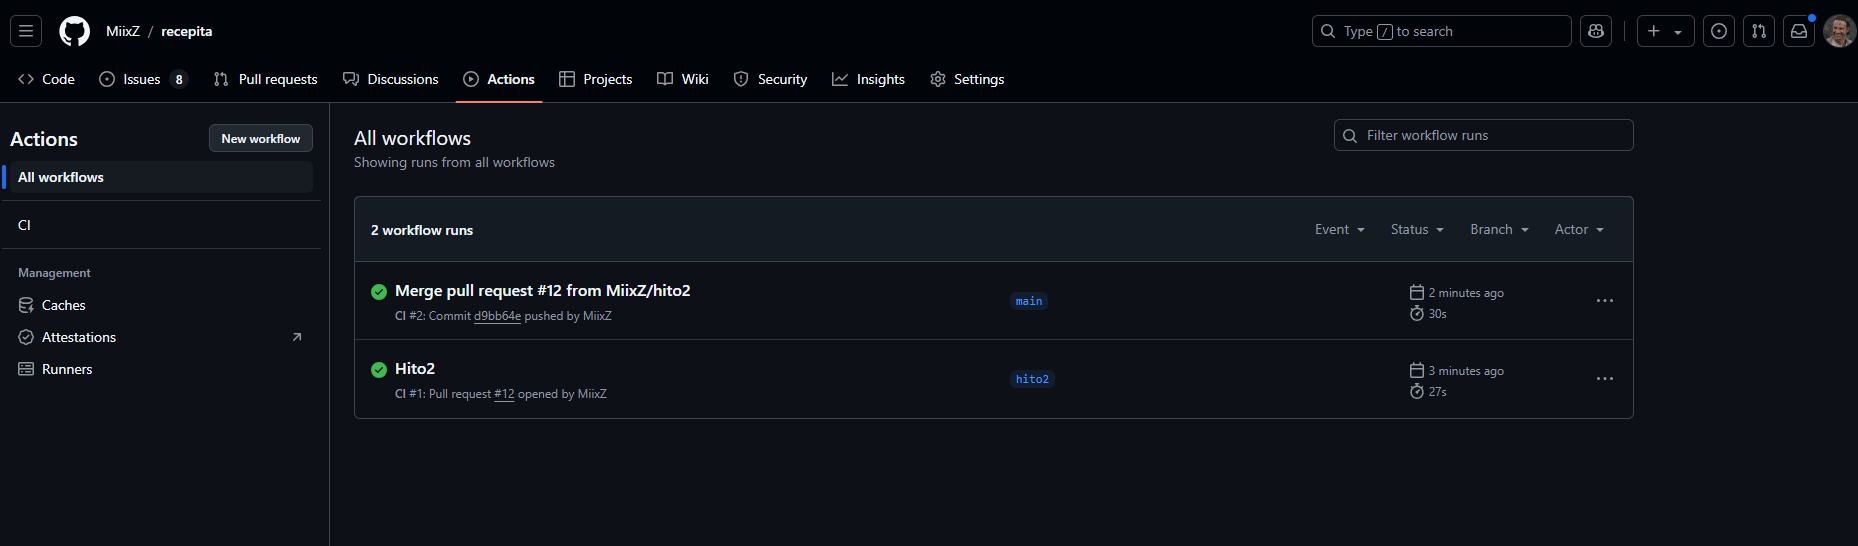 MiixZ / recepita
Type / to search
Code
Issues 8
Pull requests
Discussions
Actions
Projects
Wiki
Security
Insights
Settings
Actions
New workflow
All workflows
CI
Management
Caches
Attestations
Runners
All workflows
Showing runs from all workflows
Filter workflow runs
2 workflow runs
Event
Status
Branch
Actor
Merge pull request #12 from MiixZ/hito2
CI #2: Commit d9bb64e pushed by MiixZ
main
2 minutes ago
30s
Hito2
CI #1: Pull request #12 opened by MiixZ
hito2
3 minutes ago
27s